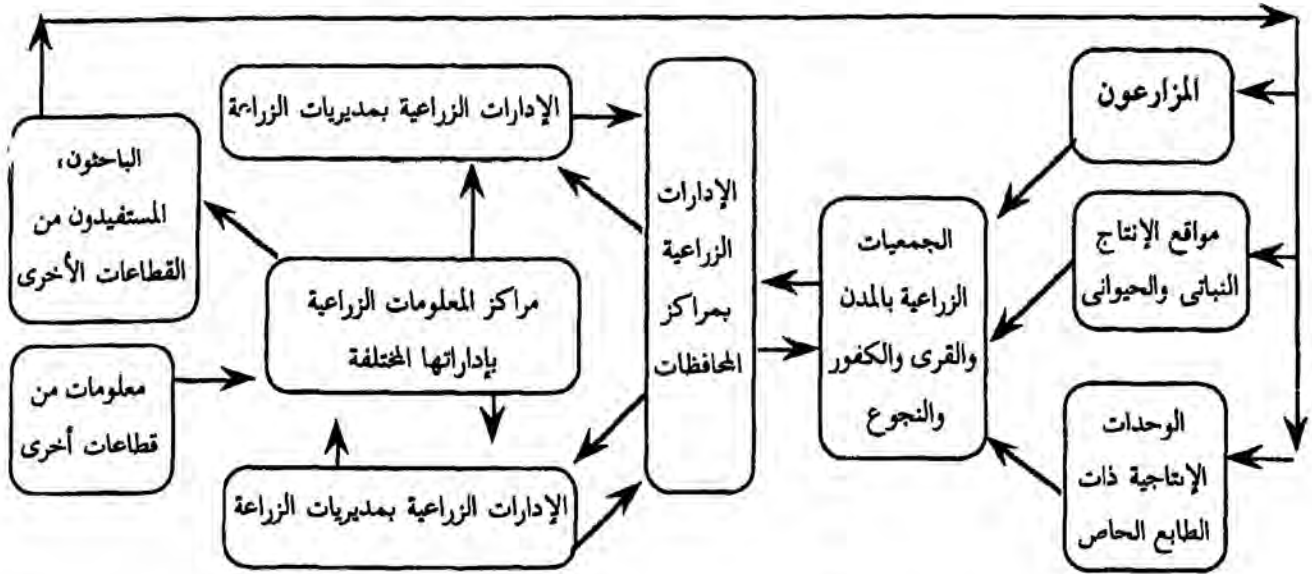 المزارعون
مواقع الإنتاج
النباتى والحيوانى
الوحدات
الإنتاجية ذات
الطابع الحاص
الجمعيات
الزراعية بالمدن
والقرى والكفور
والنجوع
الإدارات
الزراعية
بمراكز
المحافظات
الإدارات الزراعية بمديريات الزراعة
مراكز المعلومات الزراعية
بإداراتها المختلفة
الإدارات الزراعية بمديريات الزراعة
الباحثون،
المستفيدون من
القطاعات الأخرى
معلومات من
قطاعات أخرى